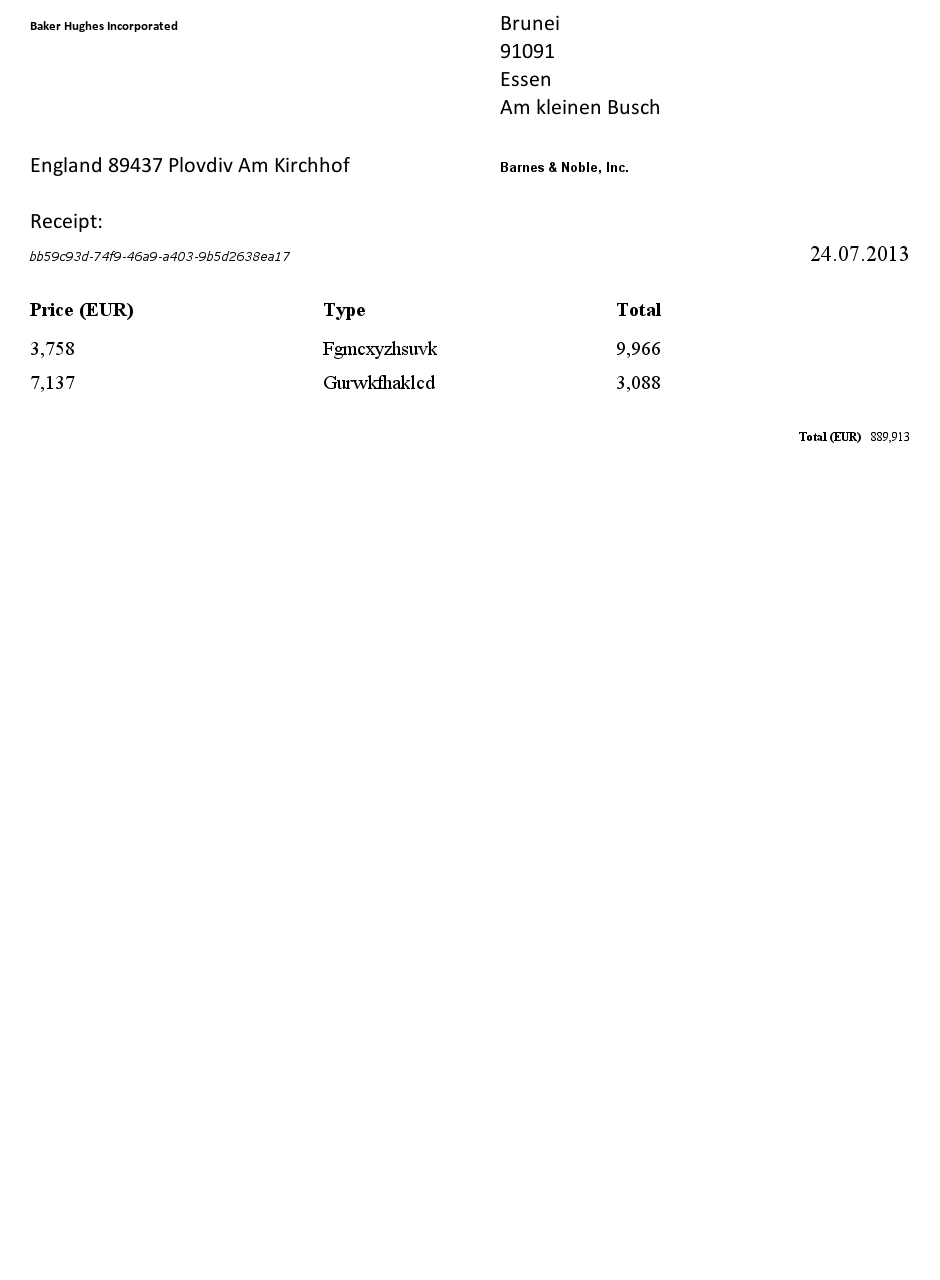 Baker Hughes Incorporated
Brunei
91091
Essen
Am kleinen Busch
England 89437 Plovdiv Am Kirchhof
Barnes & Noble, Inc.
Receipt:
bb59c93d-74f9-46a9-a403-9b5d2638ea17
24.07.2013
Price (EUR) Type Total
3,758 Fgmcxyzhsuvk 9,966
7,137 Gurwkfhaklcd 3,088
Total (EUR) 889,913